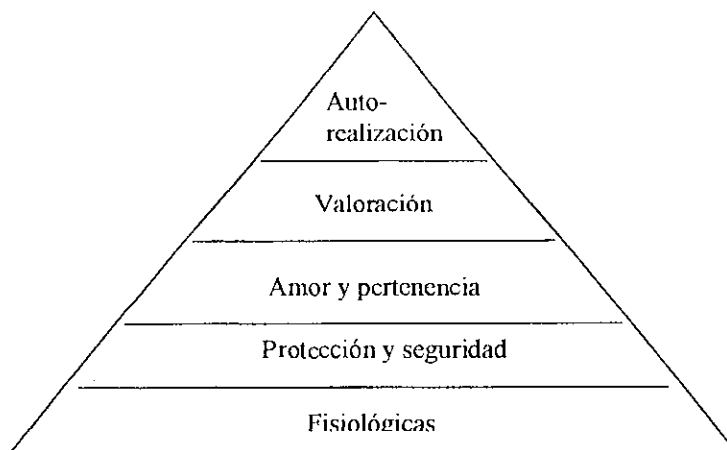 Auto-
realización
Valoración
Amor y pertenencia
Protección y seguridad
Fisiológicas